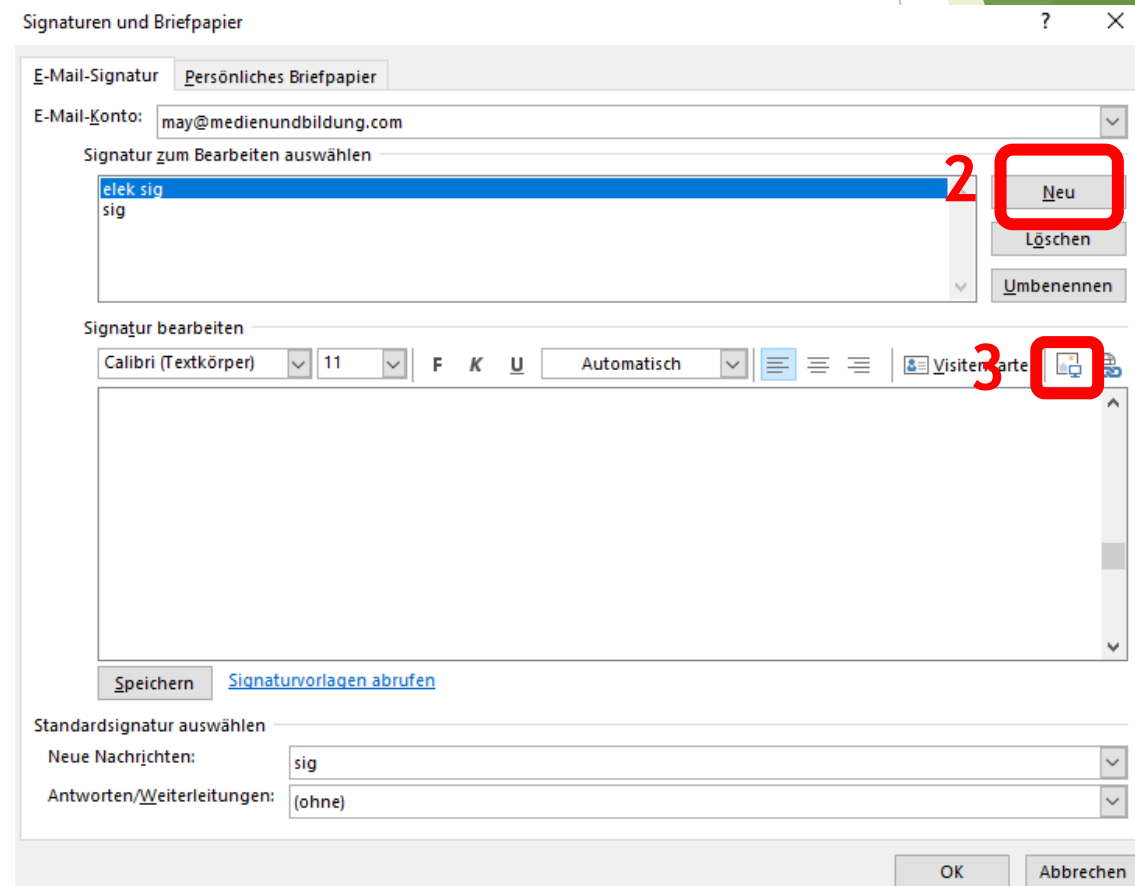 Signaturen und Briefpapier ? ×
E-Mail-Signatur Persönliches Briefpapier
E-Mail-Konto: may@medienundbildung.com
Signatur zum Bearbeiten auswählen
elek sig 2 Neu
sig
Löschen
Umbenennen
Signatur bearbeiten
Calibri (Textkörper) 11 F K U Automatisch Visitenkarte 3
Speichern Signaturvorlagen abrufen
Standardsignatur auswählen
Neue Nachrichten: sig
Antworten/Weiterleitungen: (ohne)
OK Abbrechen